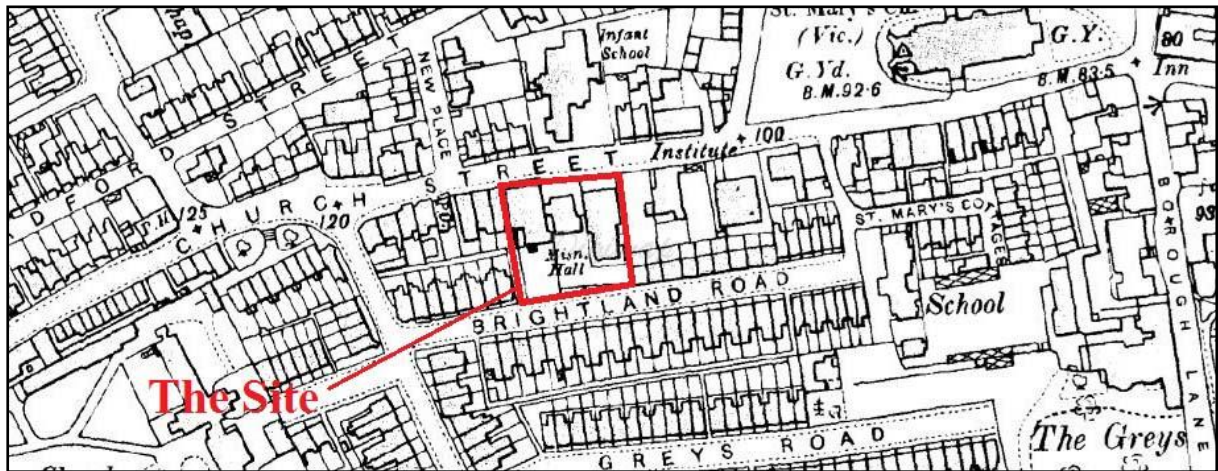 St. Mary's Ch.
(Vic.)
G.Y.
80
Inn
Infant
School
G. Yd.
B.M. 92·6
B.M. 83·5
STREET
NEW PLACE
Institute
100
CHURCH STREET
125
120
ST. MARY'S COTTAGES
Misn.
Hall
BRIGHTLAND ROAD
School
BOROUGH LANE
The Site
GREYS ROAD
The Greys